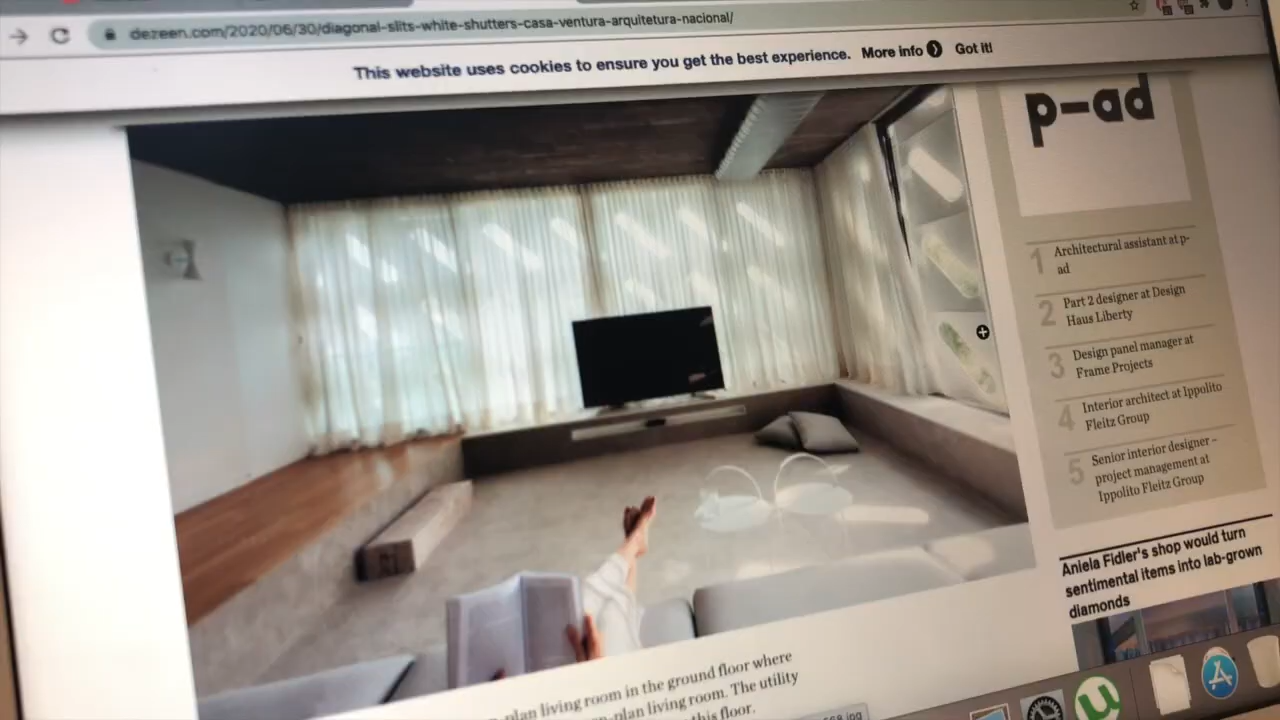 dezeen.com/2020/06/30/diagonal-slits-white-shutters-casa-ventura-arquitetura-nacional/
This website uses cookies to ensure you get the best experience. More info Got it!
p-ad
1 Architectural assistant at p-
ad
2 Part 2 designer at Design
Haus Liberty
3 Design panel manager at
Frame Projects
4 Interior architect at Ippolito
Fleitz Group
5 Senior interior designer –
project management at
Ippolito Fleitz Group
Aniela Fidler's shop would turn
sentimental items into lab-grown
diamonds
plan living room in the ground floor where
-plan living room. The utility
this floor.